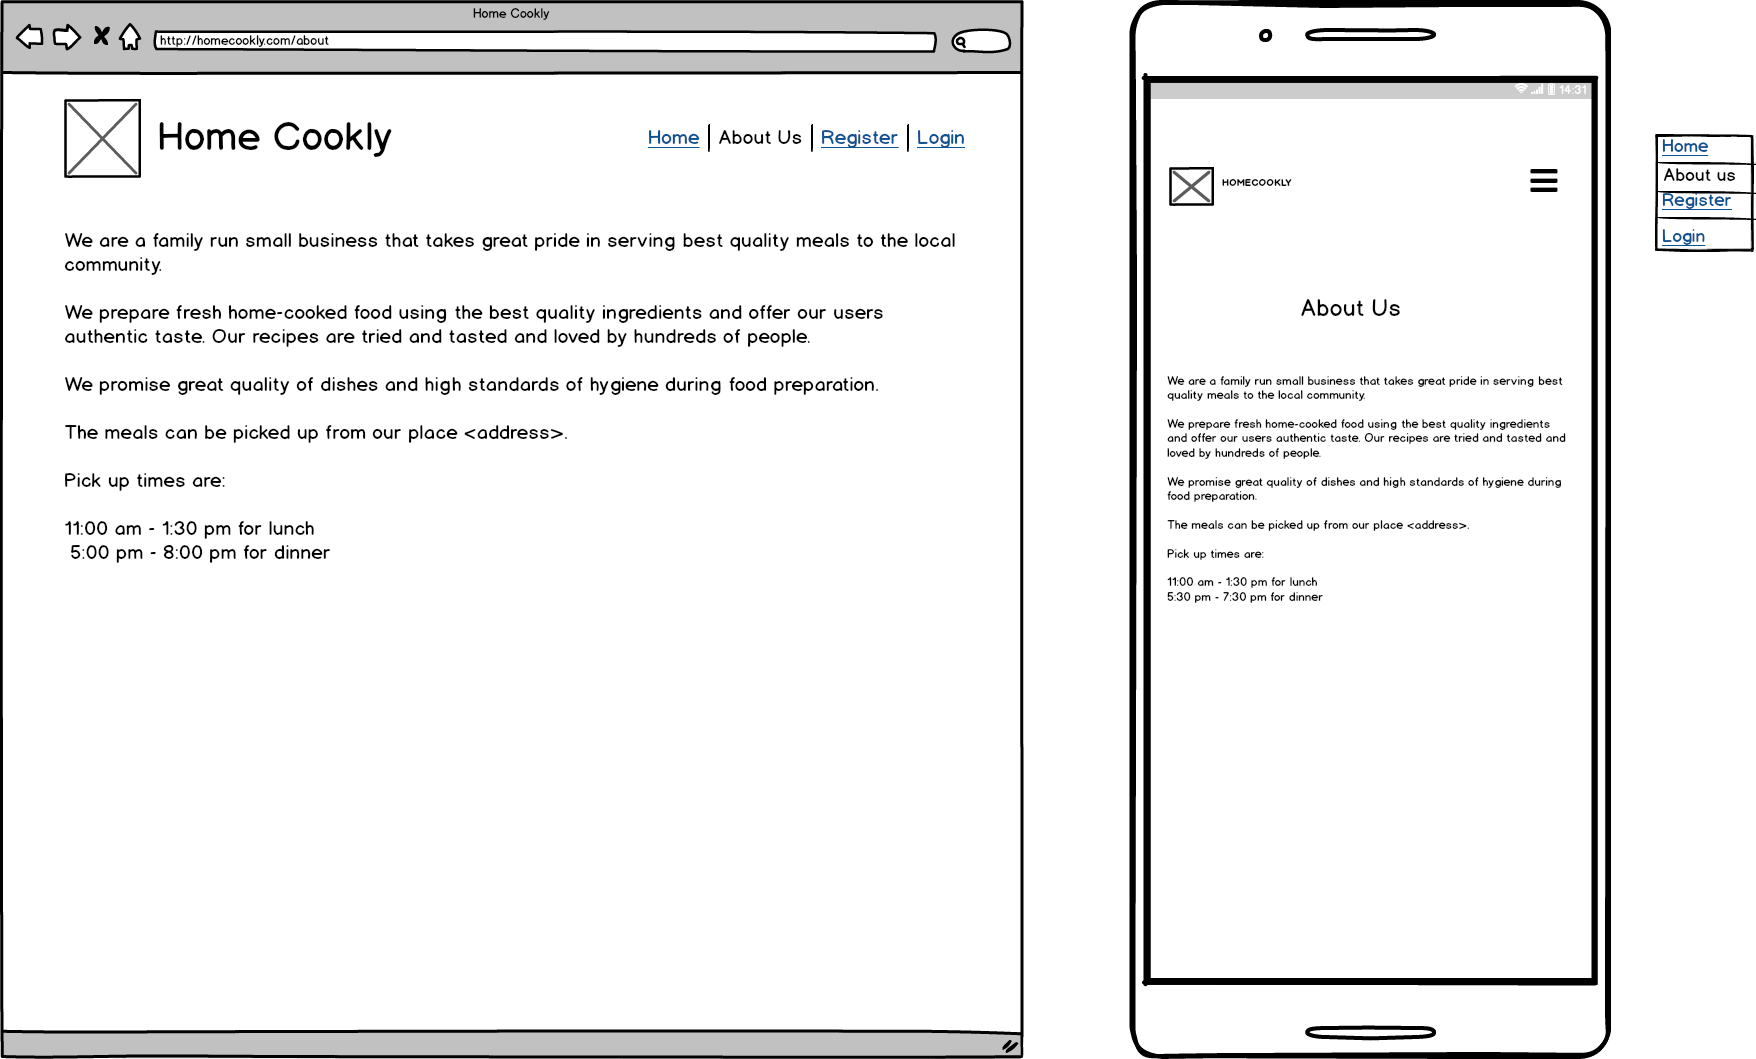 Home Cookly
http://homecookly.com/about
Home Cookly
Home
About Us
Register
Login
We are a family run small business that takes great pride in serving best quality meals to the local
community.
We prepare fresh home-cooked food using the best quality ingredients and offer our users
authentic taste. Our recipes are tried and tasted and loved by hundreds of people.
We promise great quality of dishes and high standards of hygiene during food preparation.
The meals can be picked up from our place <address>.
Pick up times are:
11:00 am - 1:30 pm for lunch
5:00 pm - 8:00 pm for dinner
14:31
HOMECOOKLY
About Us
We are a family run small business that takes great pride in serving best
quality meals to the local community.
We prepare fresh home-cooked food using the best quality ingredients
and offer our users authentic taste. Our recipes are tried and tasted and
loved by hundreds of people.
We promise great quality of dishes and high standards of hygiene during
food preparation.
The meals can be picked up from our place <address>.
Pick up times are:
11:00 am - 1:30 pm for lunch
5:30 pm - 7:30 pm for dinner
Home
About us
Register
Login